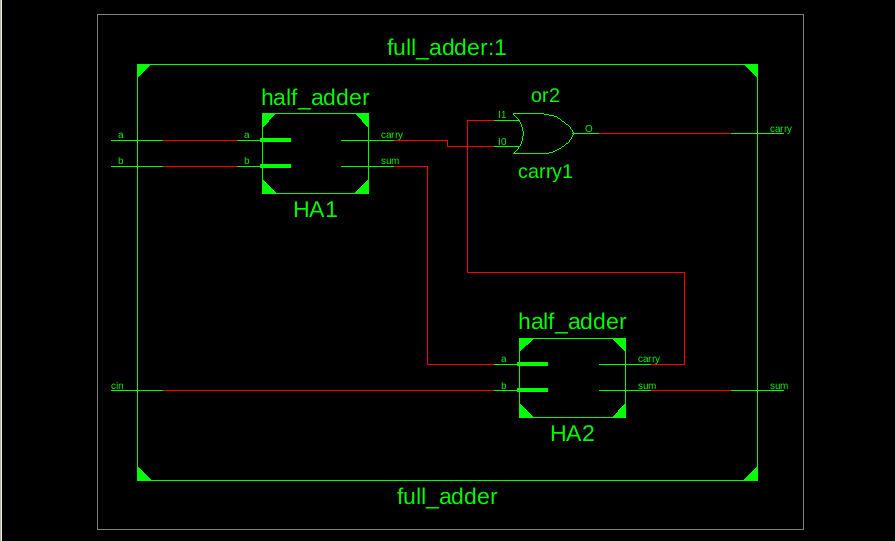 full_adder:1
half_adder
or2
a
a
carry
I1
O
carry
I0
b
b
sum
carry1
HA1
half_adder
a
carry
cin
b
sum
sum
HA2
full_adder